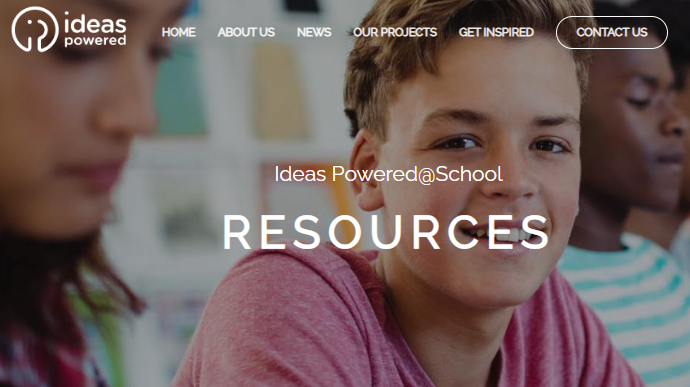 ideas
powered
HOME ABOUT US NEWS OUR PROJECTS GET INSPIRED CONTACT US
Ideas Powered@School
RESOURCES